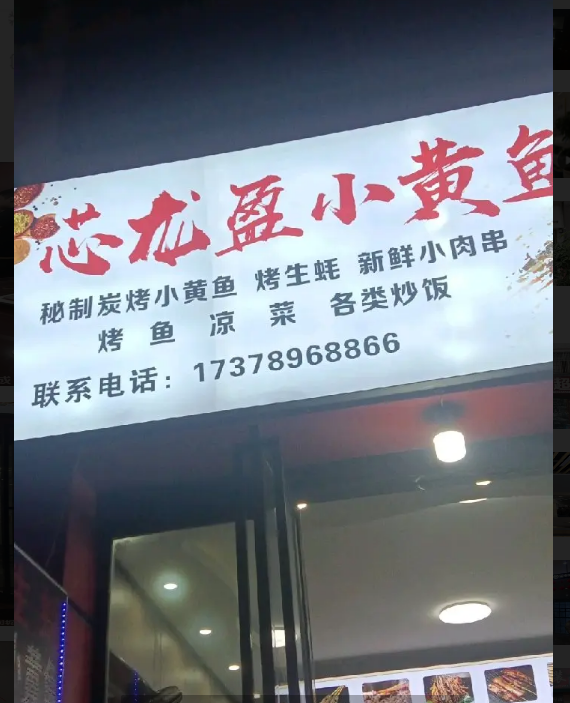 芯龙盈小黄鱼
秘制炭烤小黄鱼 烤生蚝 新鲜小肉串
烤鱼 凉菜 各类炒饭
联系电话：17378968866